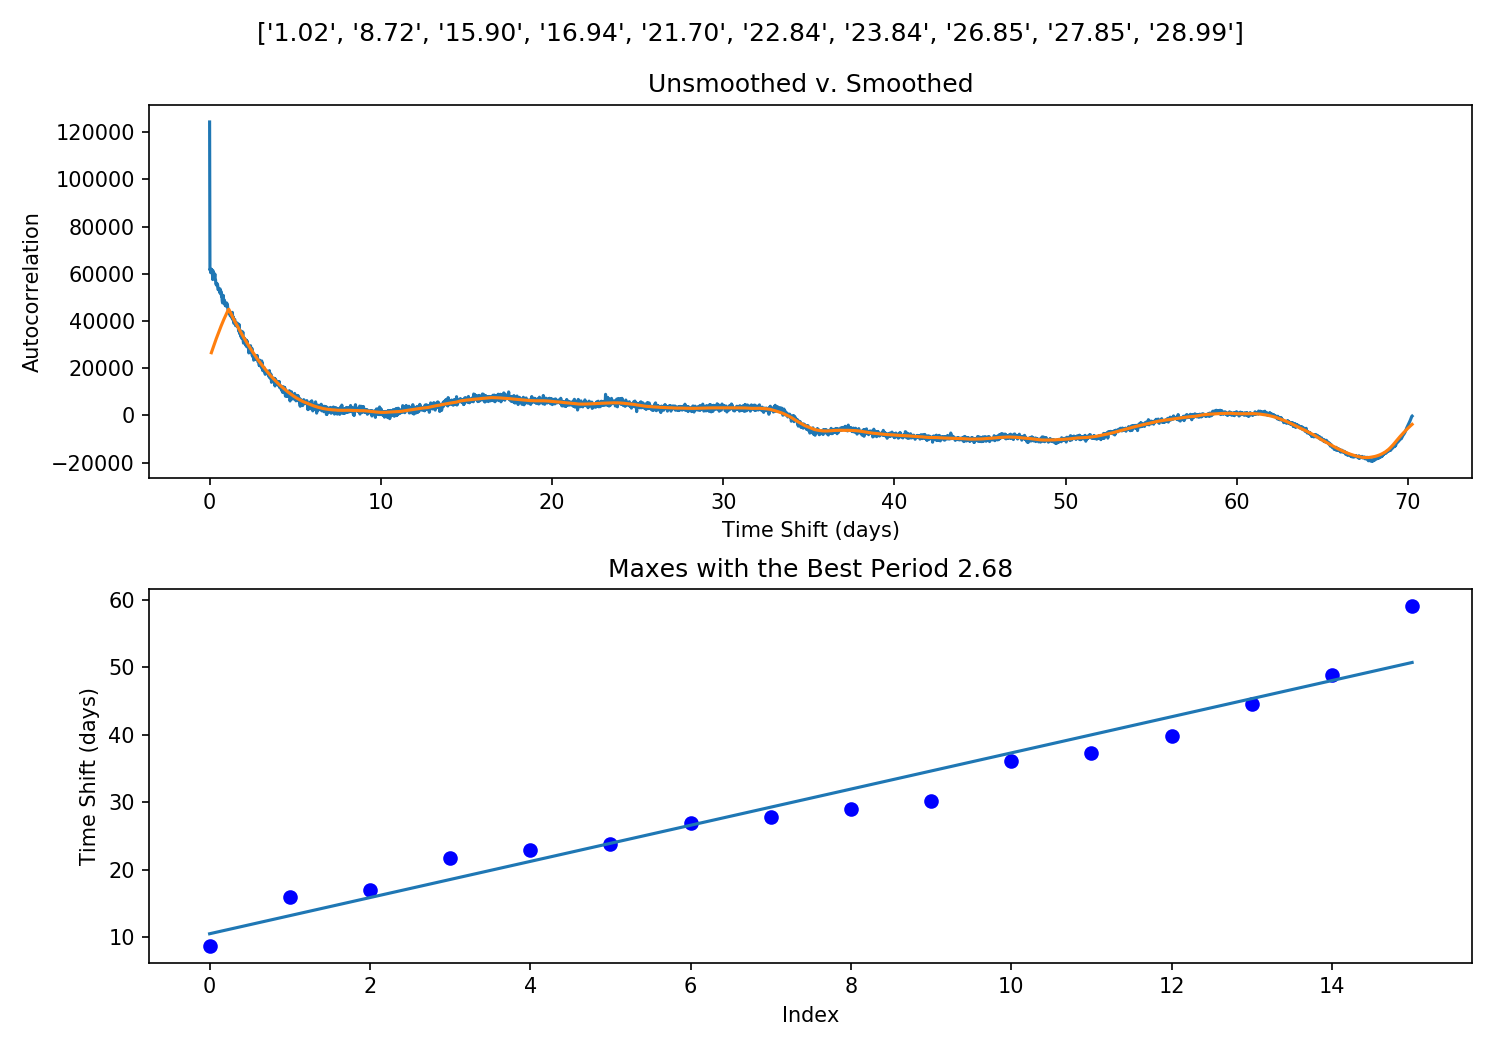 ['1.02', '8.72', '15.90', '16.94', '21.70', '22.84', '23.84', '26.85', '27.85', '28.99']
Unsmoothed v. Smoothed
Autocorrelation
120000
100000
80000
60000
40000
20000
0
−20000
0 10 20 30 40 50 60 70
Time Shift (days)
Maxes with the Best Period 2.68
Time Shift (days)
60
50
40
30
20
10
0 2 4 6 8 10 12 14
Index